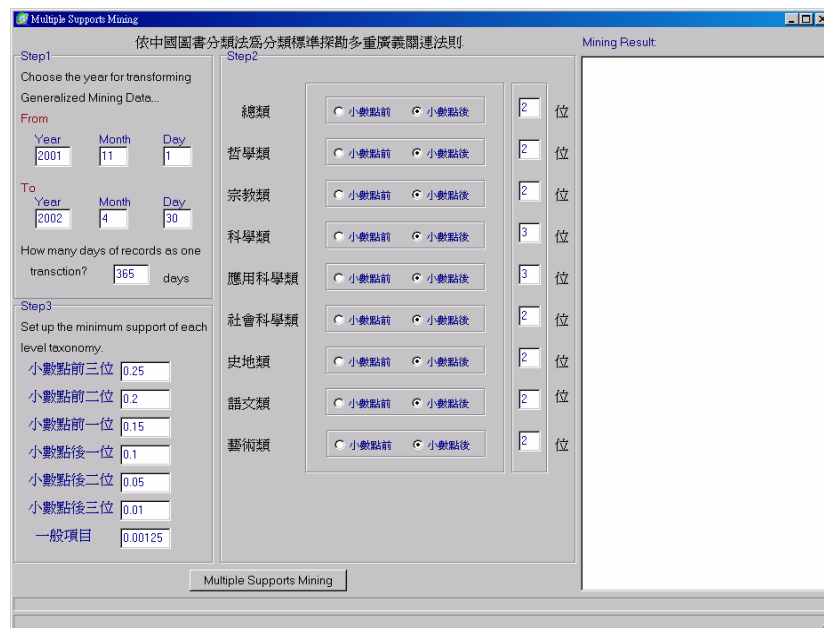 Multiple Supports Mining
依中國圖書分類法為分類標準探勘多重廣義關連法則.
Step1
Choose the year for transforming
Generalized Mining Data...
From
Year Month Day
2001 11 1
To
Year Month Day
2002 4 30
How many days of records as one
transction? 365 days
Step3
Set up the minimum support of each
level taxonomy.
小數點前三位 0.25
小數點前二位 0.2
小數點前一位 0.15
小數點後一位 0.1
小數點後二位 0.05
小數點後三位 0.01
一般項目 0.00125
Step2
總類 小數點前 小數點後 2 位
哲學類 小數點前 小數點後 2 位
宗教類 小數點前 小數點後 2 位
科學類 小數點前 小數點後 3 位
應用科學類 小數點前 小數點後 3 位
社會科學類 小數點前 小數點後 2 位
史地類 小數點前 小數點後 2 位
語文類 小數點前 小數點後 2 位
藝術類 小數點前 小數點後 2 位
Mining Result:
Multiple Supports Mining